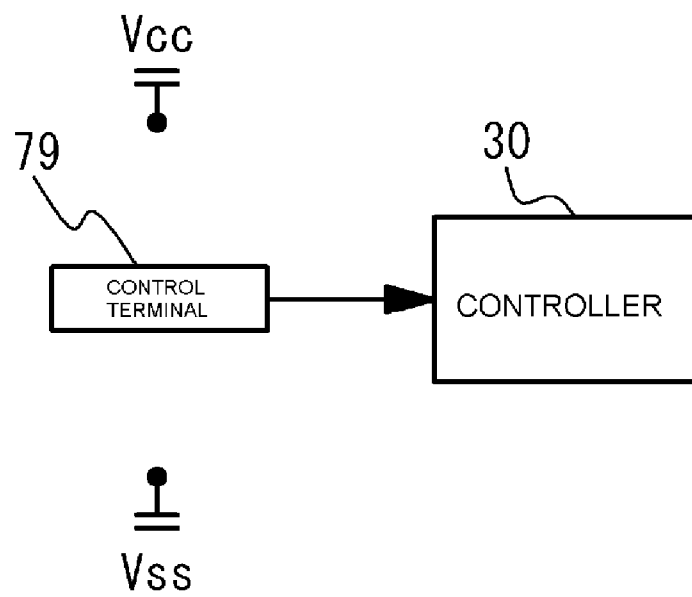 Vcc
79
30
CONTROL
TERMINAL
CONTROLLER
Vss